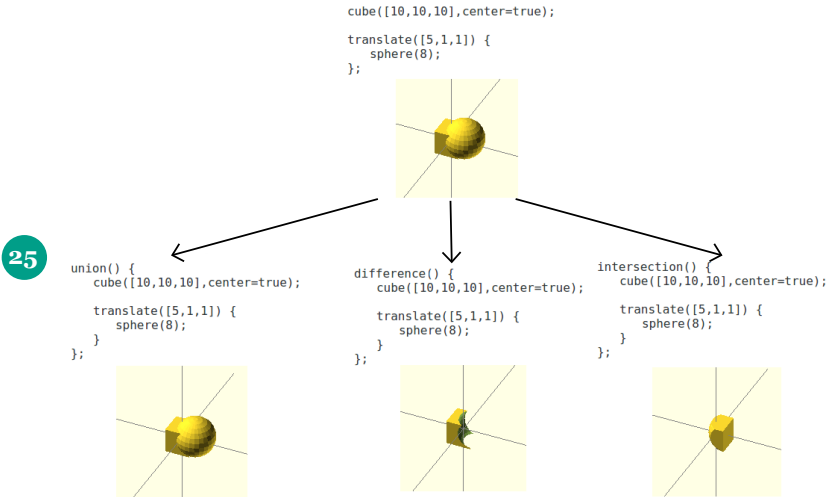 cube([10,10,10],center=true);
translate([5,1,1]) {
sphere(8);
};
25
union() {
cube([10,10,10],center=true);
translate([5,1,1]) {
sphere(8);
}
};
difference() {
cube([10,10,10],center=true);
translate([5,1,1]) {
sphere(8);
}
};
intersection() {
cube([10,10,10],center=true);
translate([5,1,1]) {
sphere(8);
}
};